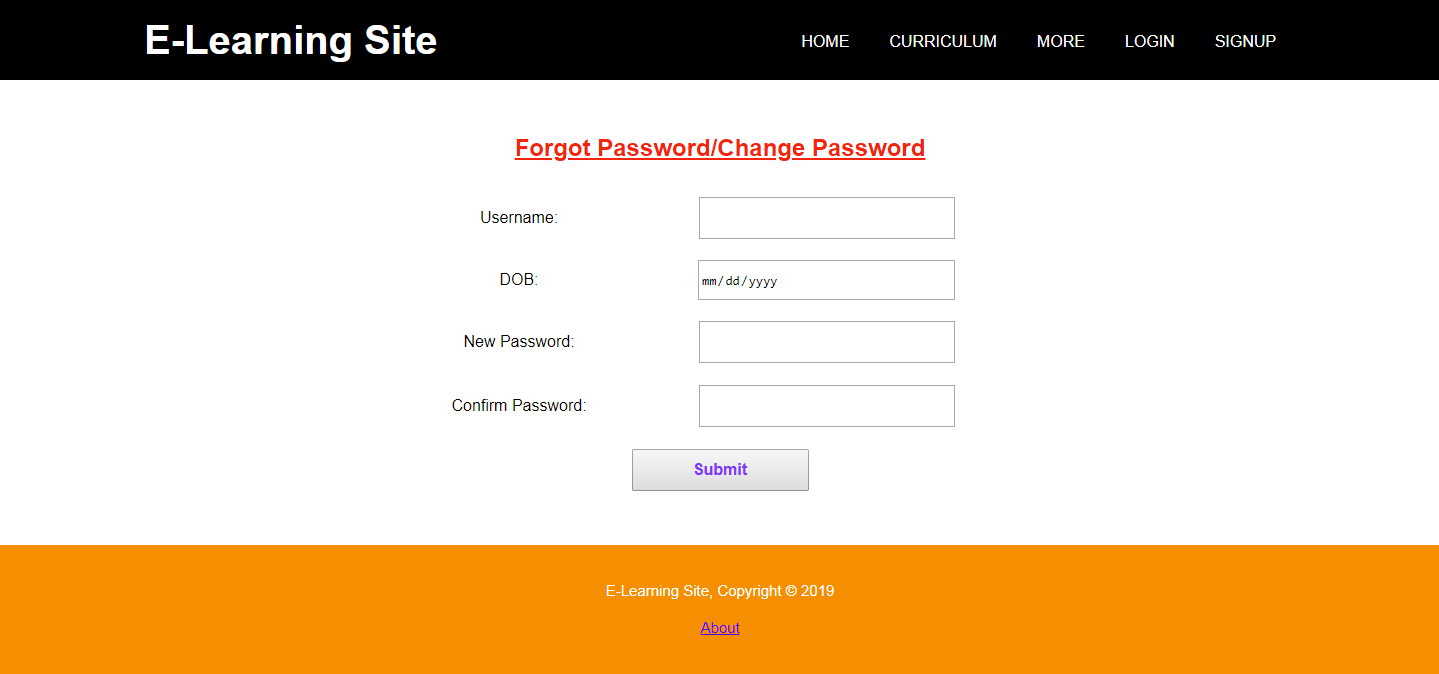 E-Learning Site
HOME CURRICULUM MORE LOGIN SIGNUP
Forgot Password/Change Password
Username:
DOB: mm/dd/yyyy
New Password:
Confirm Password:
Submit
E-Learning Site, Copyright © 2019
About